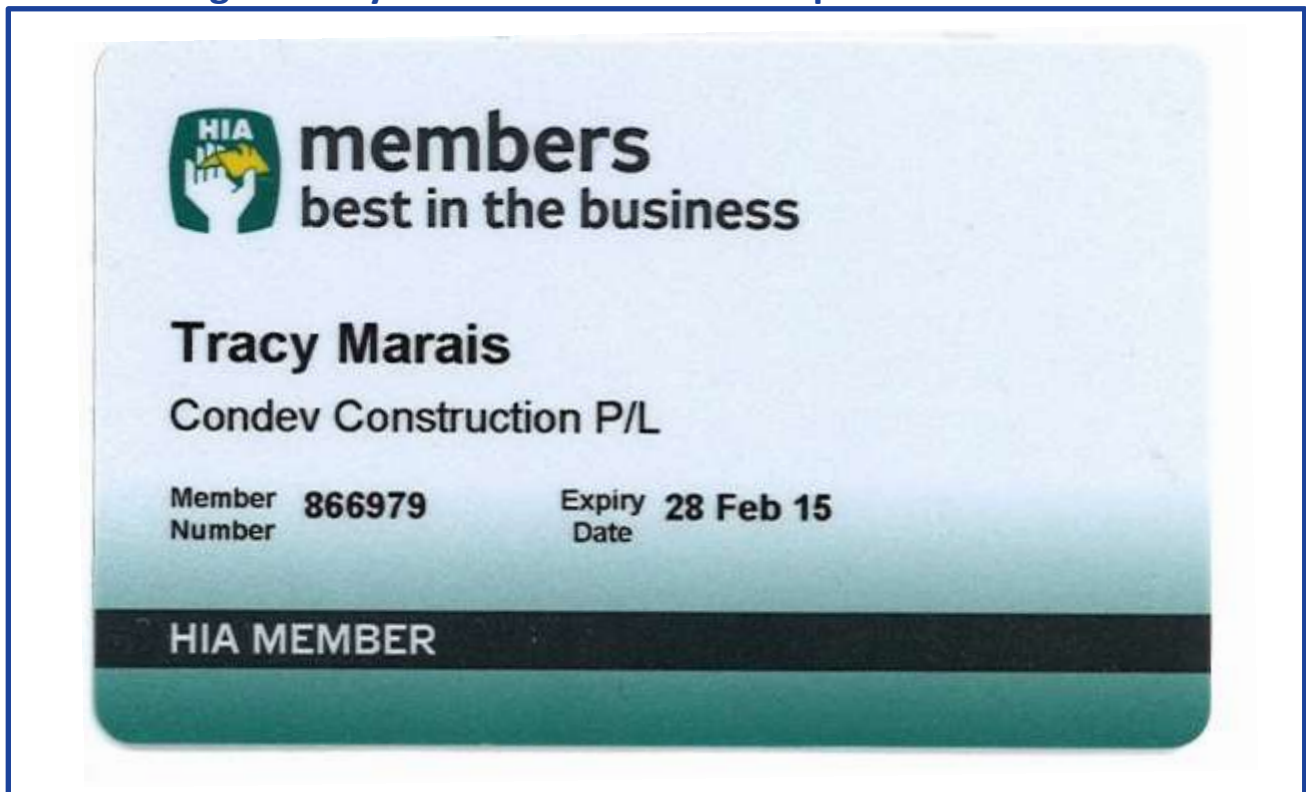 HIA
members
best in the business
Tracy Marais
Condev Construction P/L
Member Number 866979
Expiry Date 28 Feb 15
HIA MEMBER